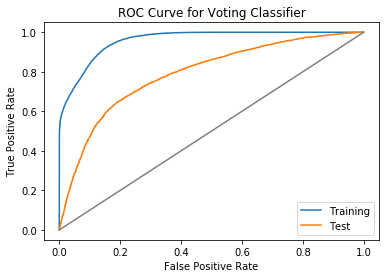 ROC Curve for Voting Classifier
True Positive Rate
1.0
0.8
0.6
0.4
0.2
0.0
Training
Test
0.0 0.2 0.4 0.6 0.8 1.0
False Positive Rate